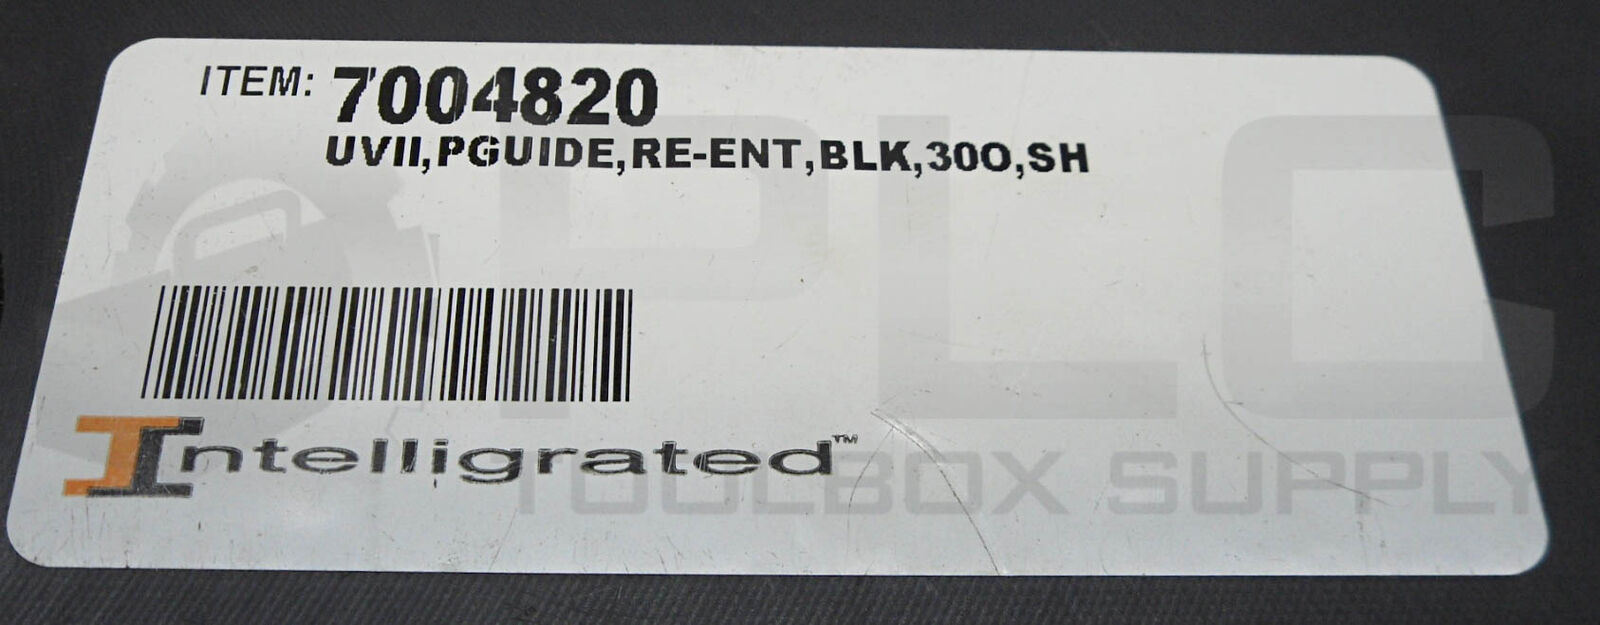 ITEM: 7004820
UVII,PGUIDE,RE-ENT,BLK,30O,SH
Intelligrated™
PLC
TOOLBOX SUPPLY